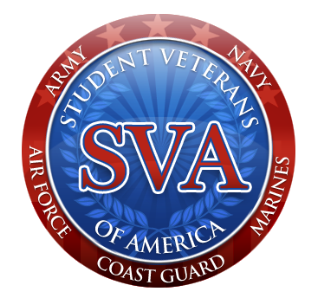 ARMY
NAVY
STUDENT VETERANS
SVA
OF AMERICA
AIR FORCE
MARINES
COAST GUARD